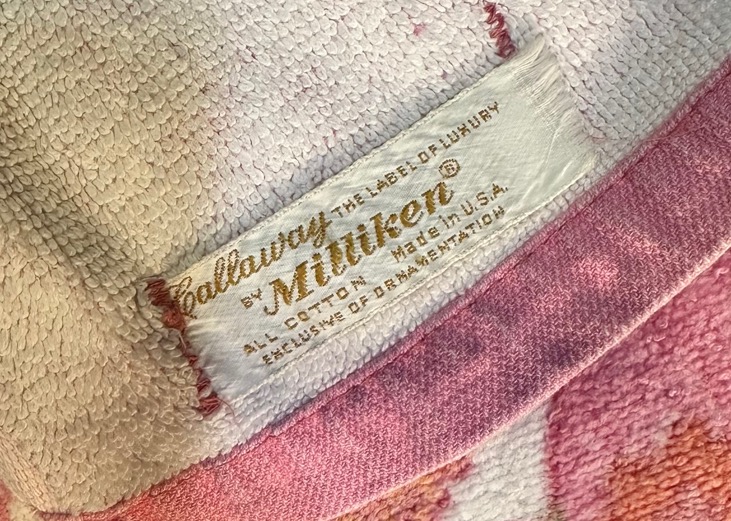 Callaway THE LABEL OF LUXURY
BY Milliken®
ALL COTTON Made in U.S.A.
EXCLUSIVE OF ORNAMENTATION